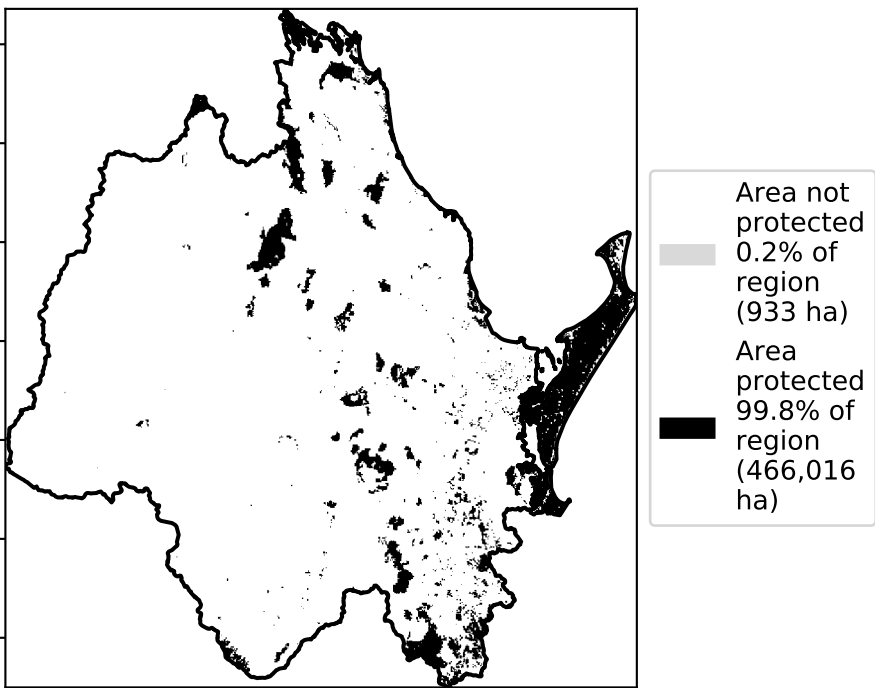 Area not
protected
0.2% of
region
(933 ha)
Area
protected
99.8% of
region
(466,016
ha)